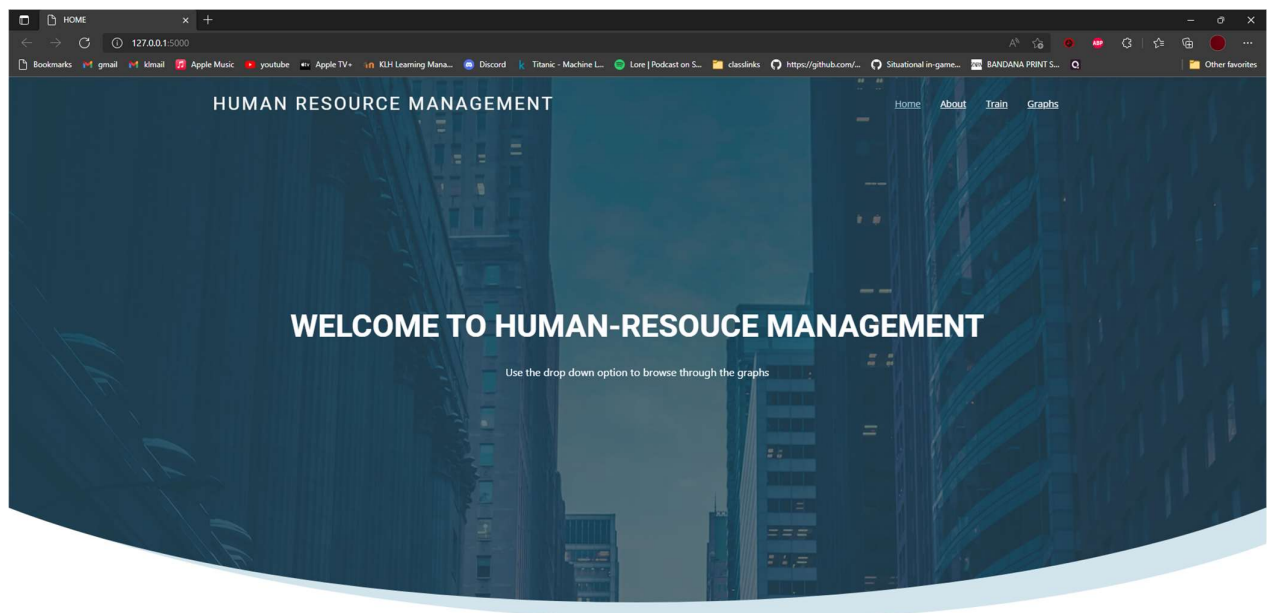 HOME
127.0.0.1:5000
Bookmarks gmail klmail Apple Music youtube Apple TV+ KLH Learning Mana... Discord Titanic - Machine L... Lore | Podcast on S... classlinks https://github.com/... Situational in-game... BANDANA PRINT S... Other favorites
HUMAN RESOURCE MANAGEMENT
Home About Train Graphs
WELCOME TO HUMAN-RESOUCE MANAGEMENT
Use the drop down option to browse through the graphs